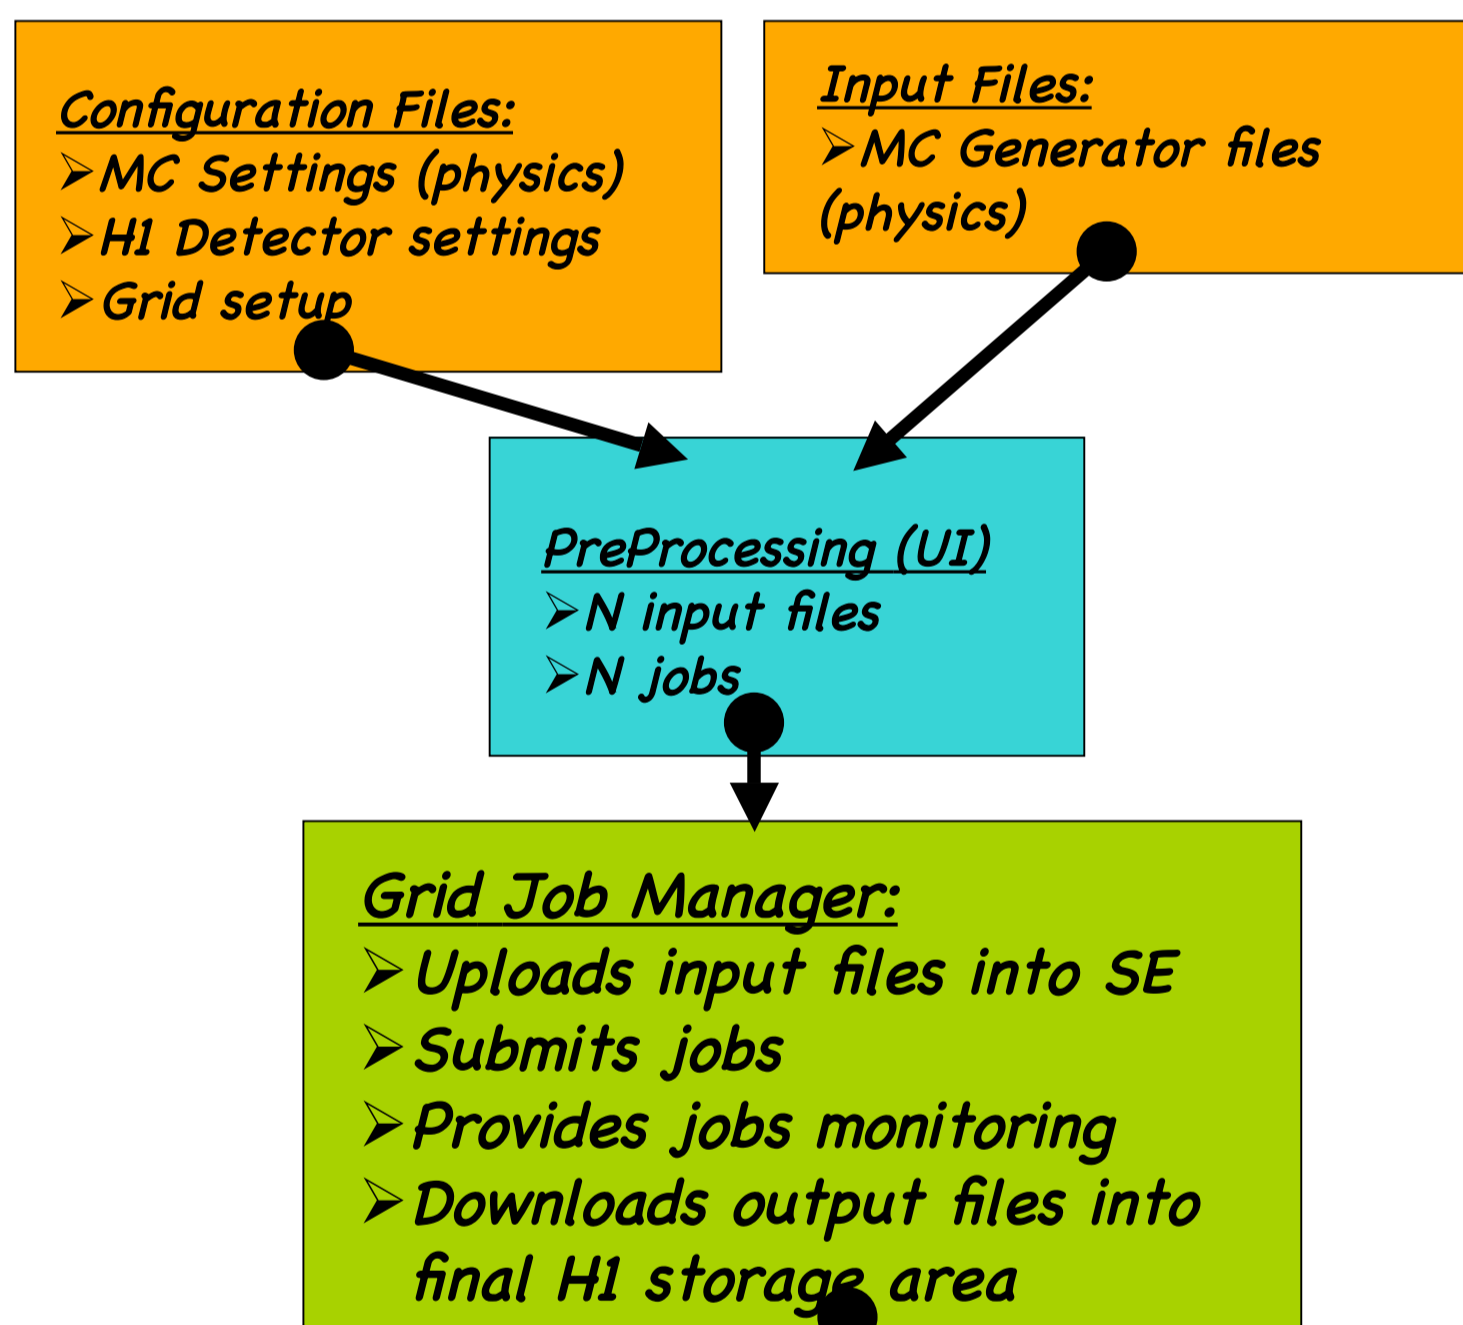 Configuration Files:
➢MC Settings (physics)
➢H1 Detector settings
➢Grid setup
Input Files:
➢MC Generator files
(physics)
PreProcessing (UI)
➢N input files
➢N jobs
Grid Job Manager:
➢Uploads input files into SE
➢Submits jobs
➢Provides jobs monitoring
➢Downloads output files into
final H1 storage area